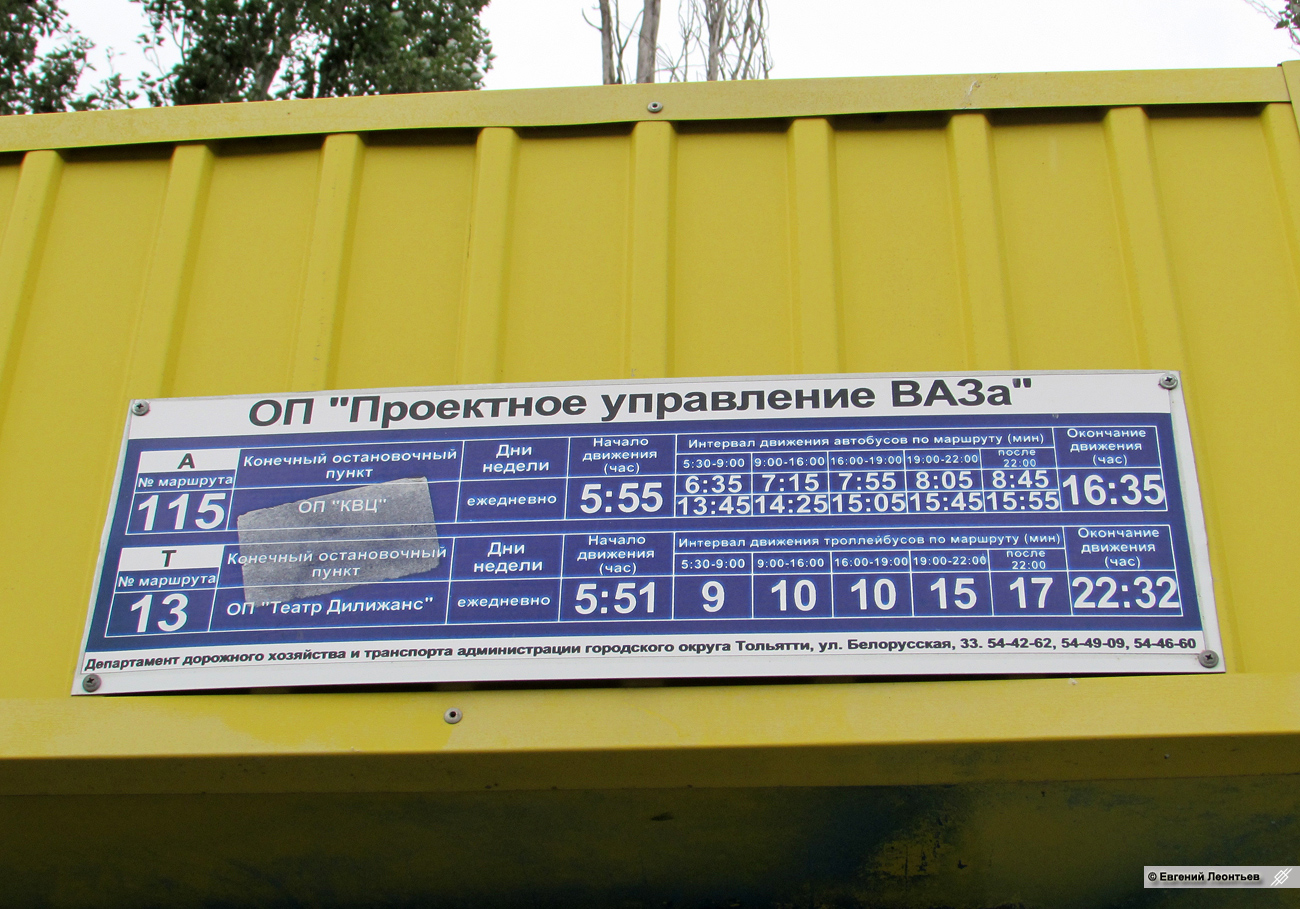 ОП "Проектное управление ВАЗа"
А
№ маршрута
115
Конечный остановочный
пункт
ОП "КВЦ"
Дни
недели
ежедневно
Начало
движения
(час)
5:55
Интервал движения автобусов по маршруту (мин)
5:30-9:00 9:00-16:00 16:00-19:00 19:00-22:00 после 22:00
6:35 7:15 7:55 8:05 8:45
13:45 14:25 15:05 15:45 15:55
Окончание
движения
(час)
16:35
Т
№ маршрута
13
Конечный остановочный
пункт
ОП "Театр Дилижанс"
Дни
недели
ежедневно
Начало
движения
(час)
5:51
Интервал движения троллейбусов по маршруту (мин)
5:30-9:00 9:00-16:00 16:00-19:00 19:00-22:00 после 22:00
9 10 10 15 17
Окончание
движения
(час)
22:32
Департамент дорожного хозяйства и транспорта администрации городского округа Тольятти, ул. Белорусская, 33. 54-42-62, 54-49-09, 54-46-60
© Евгений Леонтьев